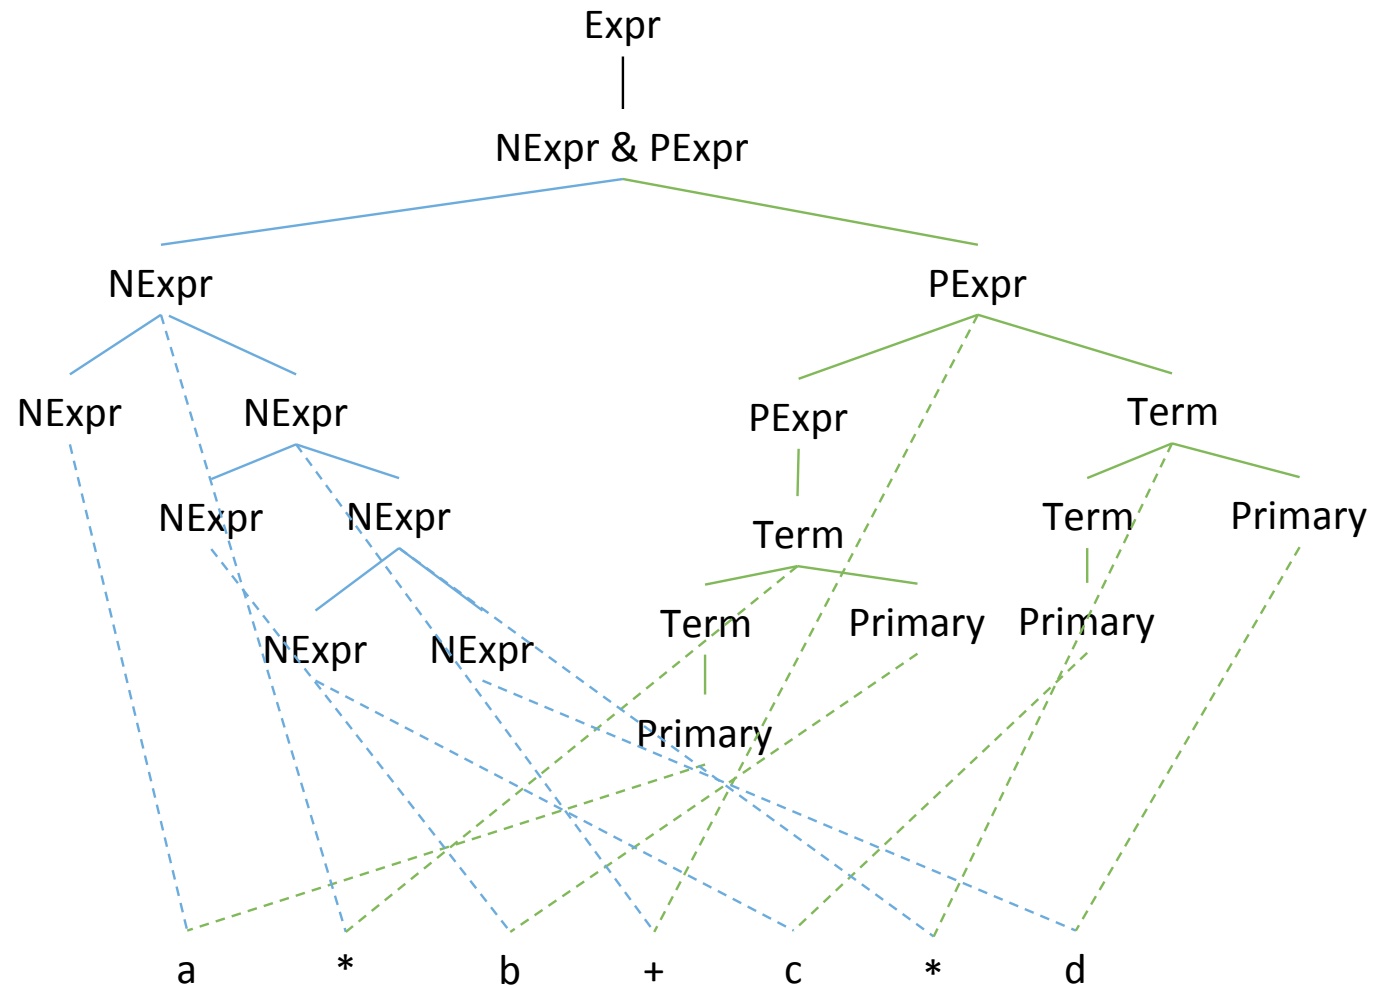 Expr
NExpr & PExpr
NExpr PExpr
NExpr NExpr PExpr Term
NExpr NExpr Term Term Primary
NExpr NExpr Term Primary Primary
Primary
a * b + c * d